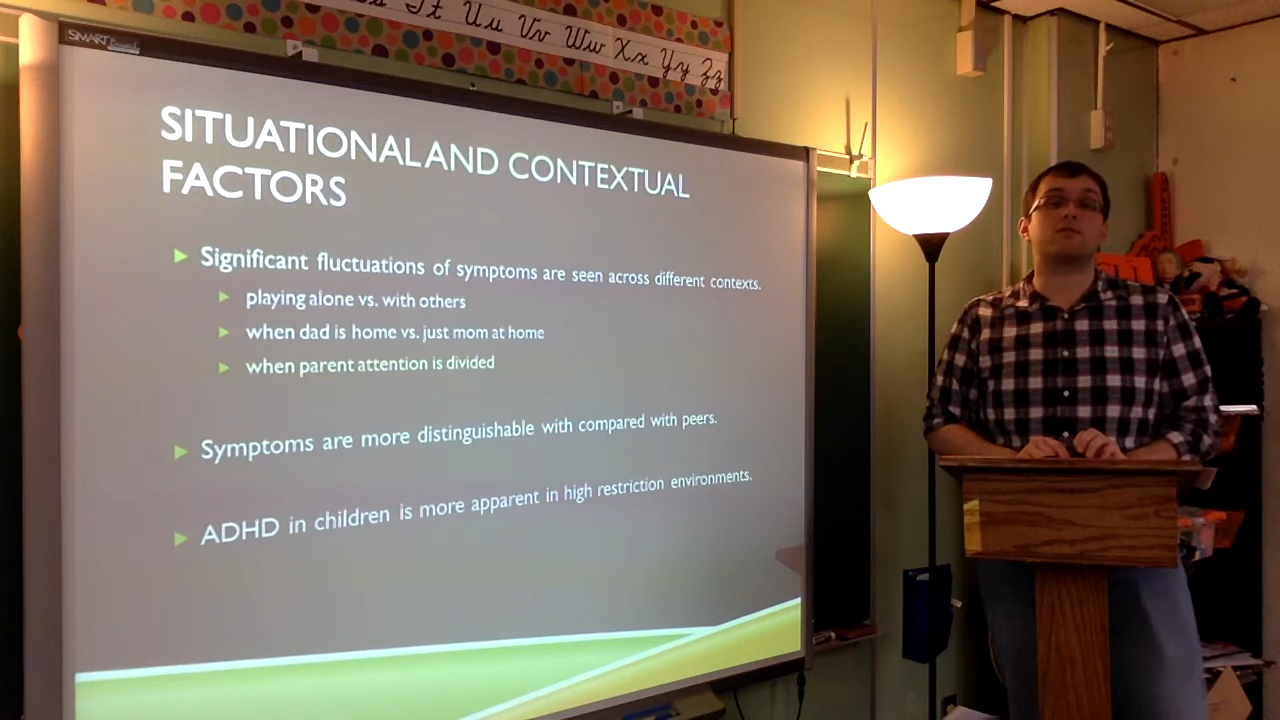 Tt Uu Vv Ww Xx Yy Zz
SMART Board
SITUATIONAL AND CONTEXTUAL
FACTORS
Significant fluctuations of symptoms are seen across different contexts.
playing alone vs. with others
when dad is home vs. just mom at home
when parent attention is divided
Symptoms are more distinguishable with compared with peers.
ADHD in children is more apparent in high restriction environments.